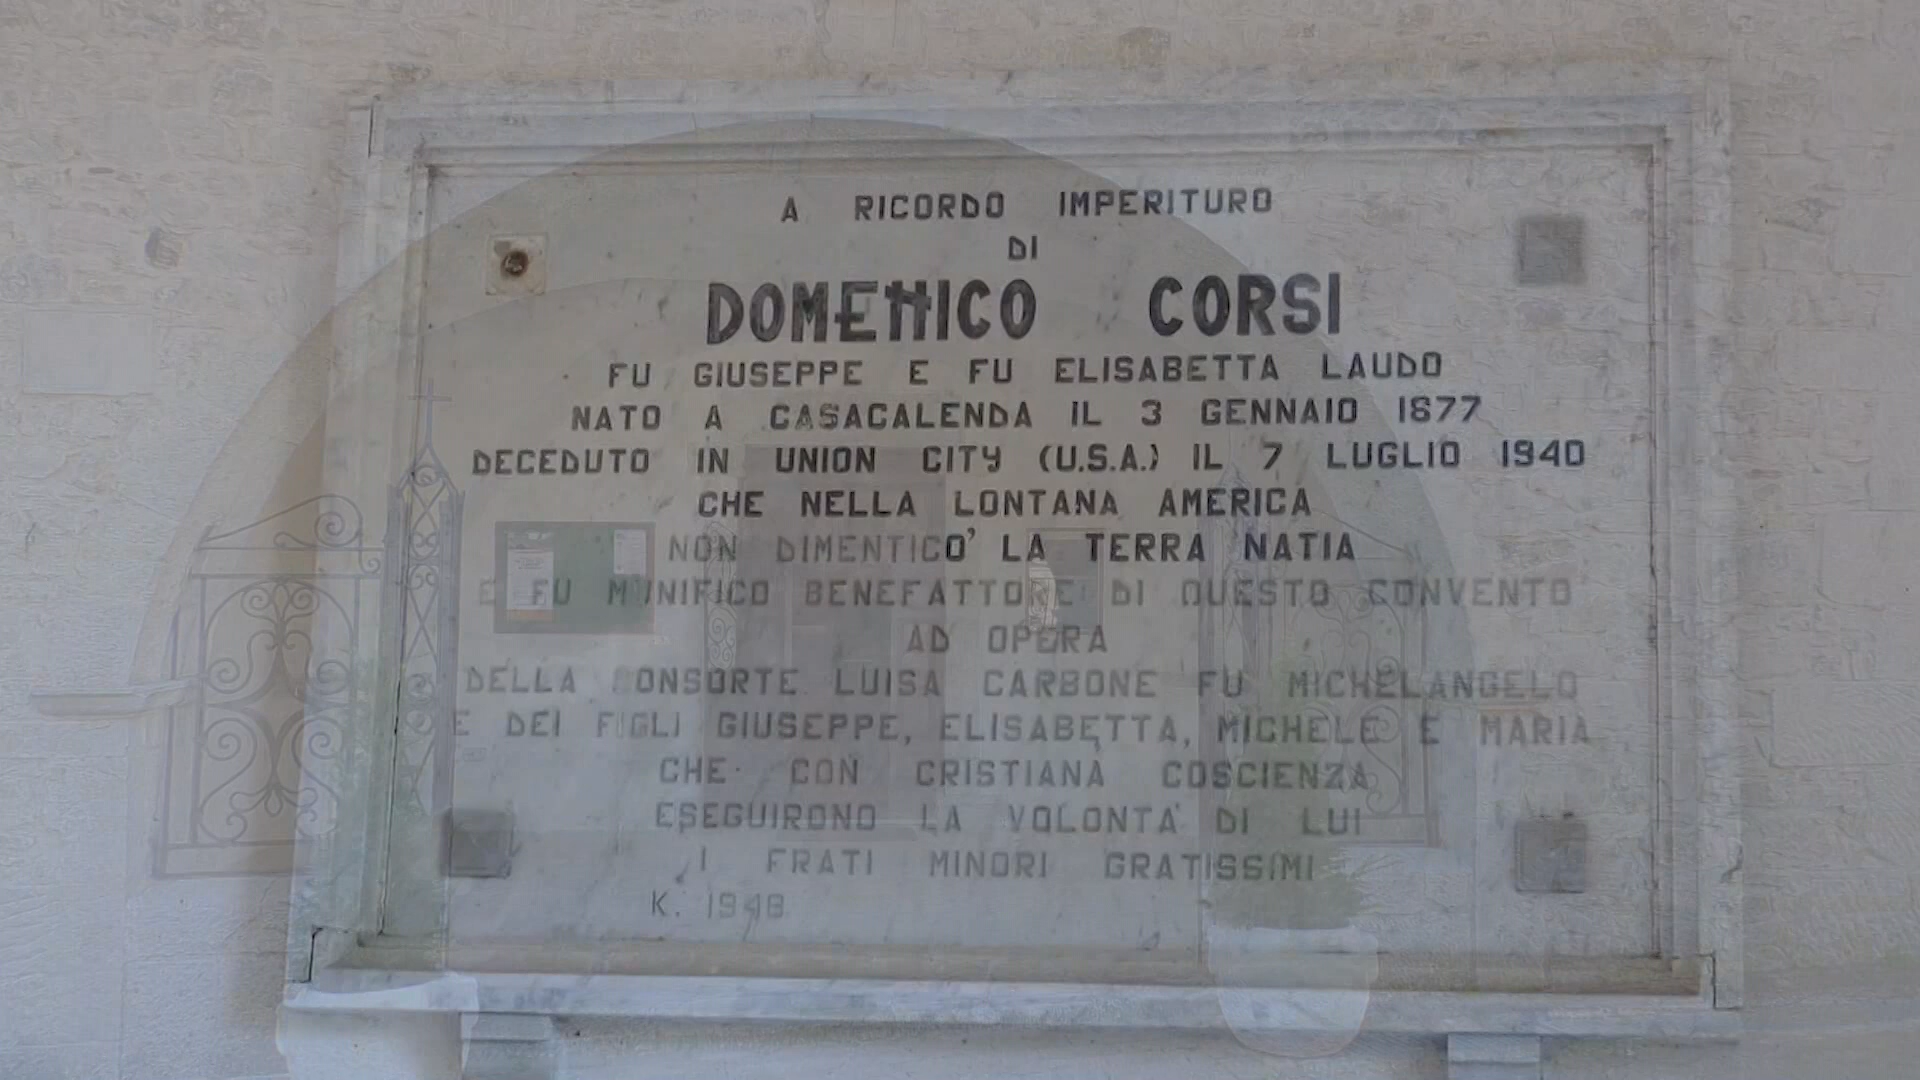 A RICORDO IMPERITURO
DI
DOMENICO CORSI
FU GIUSEPPE E FU ELISABETTA LAUDO
NATO A CASACALENDA IL 3 GENNAIO 1877
DECEDUTO IN UNION CITY (U.S.A.) IL 7 LUGLIO 1940
CHE NELLA LONTANA AMERICA
NON DIMENTICO' LA TERRA NATIA
E FU MUNIFICO BENEFATTORE DI QUESTO CONVENTO
AD OPERA
DELLA CONSORTE LUISA CARBONE FU MICHELANGELO
E DEI FIGLI GIUSEPPE, ELISABETTA, MICHELE E MARIA
CHE CON CRISTIANA COSCIENZA
ESEGUIRONO LA VOLONTA' DI LUI
I FRATI MINORI GRATISSIMI
K. 1948